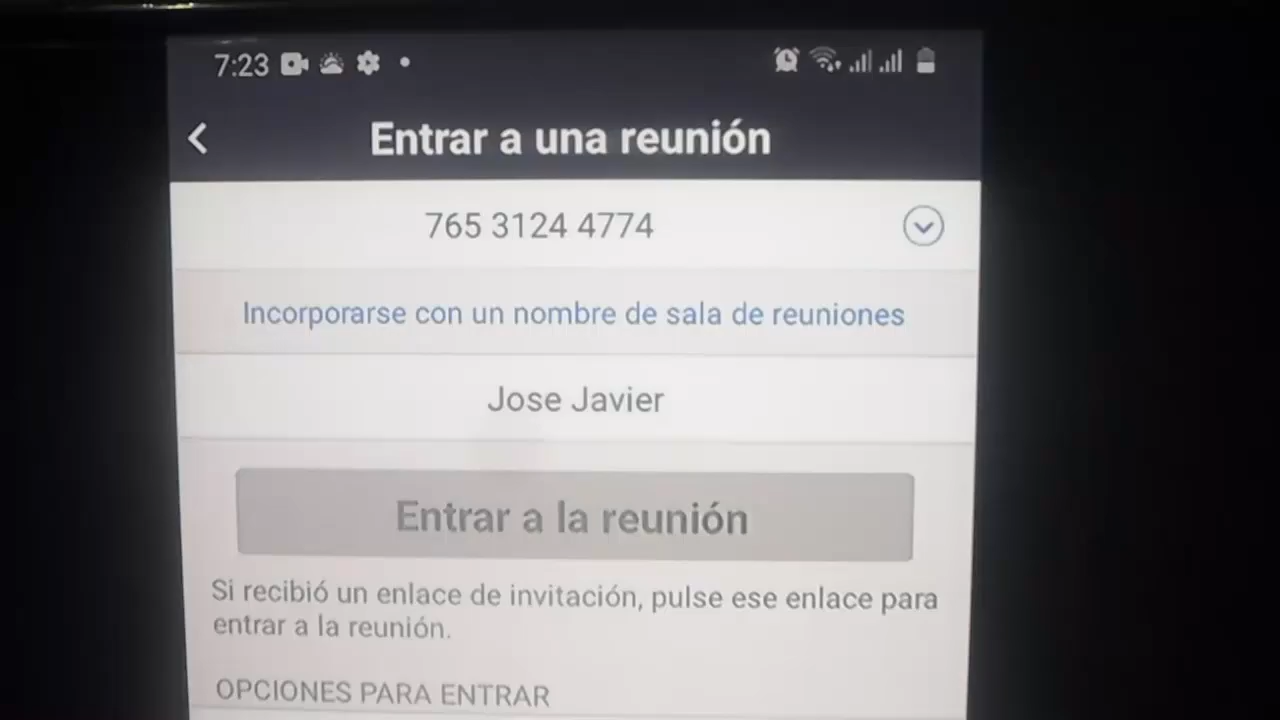 7:23
Entrar a una reunión
765 3124 4774
Incorporarse con un nombre de sala de reuniones
Jose Javier
Entrar a la reunión
Si recibió un enlace de invitación, pulse ese enlace para
entrar a la reunión.
OPCIONES PARA ENTRAR